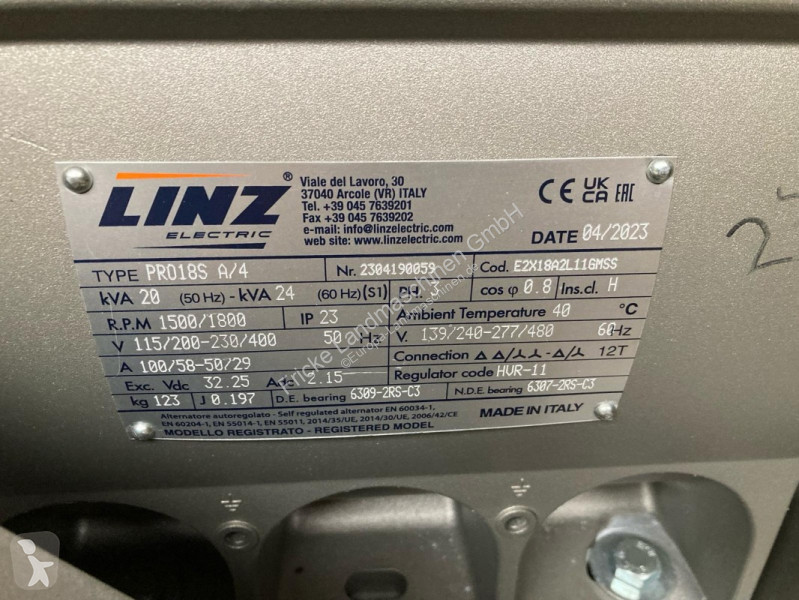 LINZ ®
ELECTRIC
Viale del Lavoro, 30
37040 Arcole (VR) ITALY
Tel. +39 045 7639201
Fax +39 045 7639202
e-mail: info@linzelectric.com
web site: www.linzelectric.com
CE UK CA EAC
DATE 04/2023
TYPE PRO18S A/4 Nr. 2304190059 Cod. E2X18A2L11GMSS
kVA 20 (50 Hz) - kVA 24 (60 Hz) (S1) PH. 3 cos φ 0.8 Ins.cl. H
R.P.M 1500/1800 IP 23 Ambient Temperature 40 °C
V 115/200-230/400 50 Hz V. 139/240-277/480 60 Hz
A 100/58-50/29 Connection △ △/⅄⅄ - △/⅄ 12T
Exc. Vdc 32.25 Adc 2.15 Regulator code HVR-11
kg 123 J 0.197 D.E. bearing 6309-2RS-C3 N.D.E. bearing 6307-2RS-C3
Alternatore autoregolato - Self regulated alternator EN 60034-1,
EN 60204-1, EN 55014-1, EN 55011, 2014/35/UE, 2014/30/UE, 2006/42/CE
MODELLO REGISTRATO - REGISTERED MODEL
MADE IN ITALY
Fricke Landmaschinen GmbH